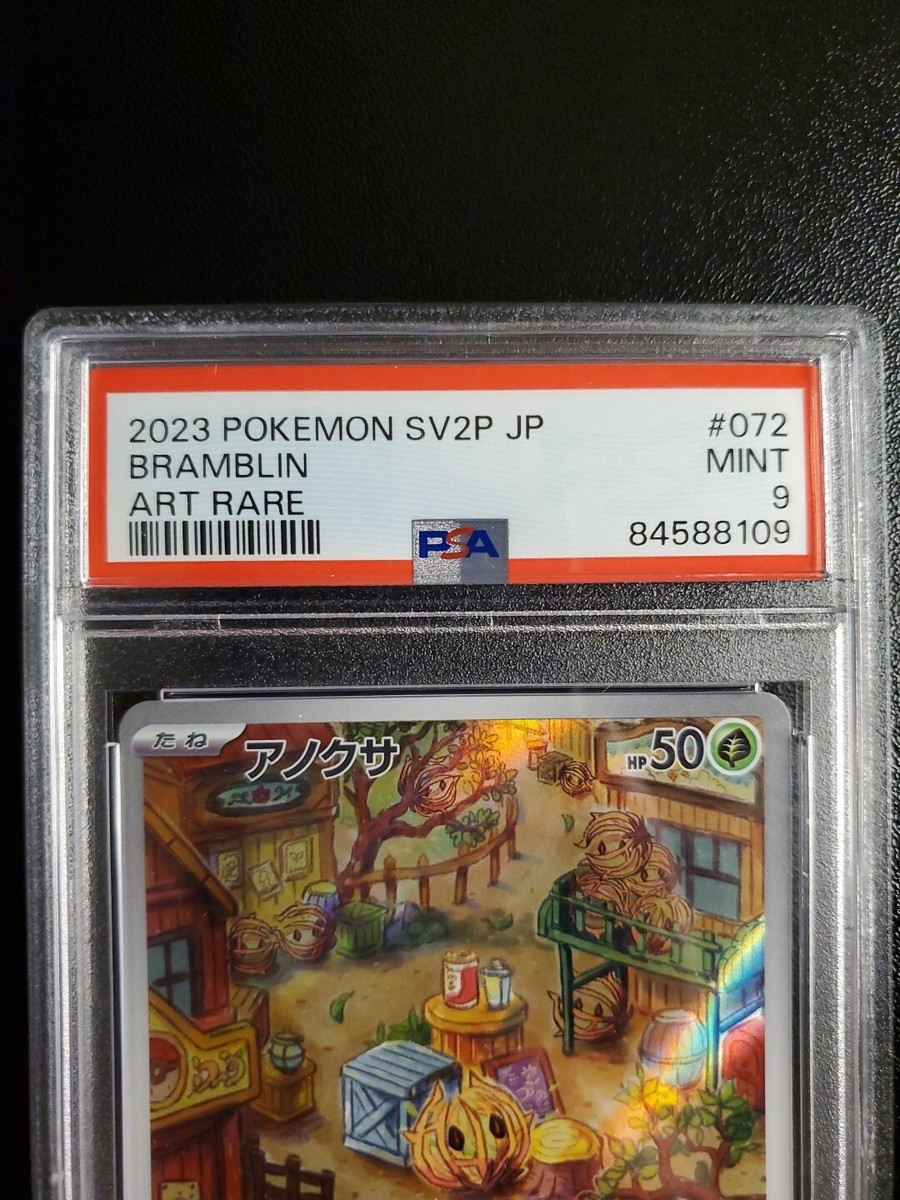 2023 POKEMON SV2P JP #072
BRAMBLIN MINT
ART RARE 9
PSA 84588109
たね アノクサ HP 50